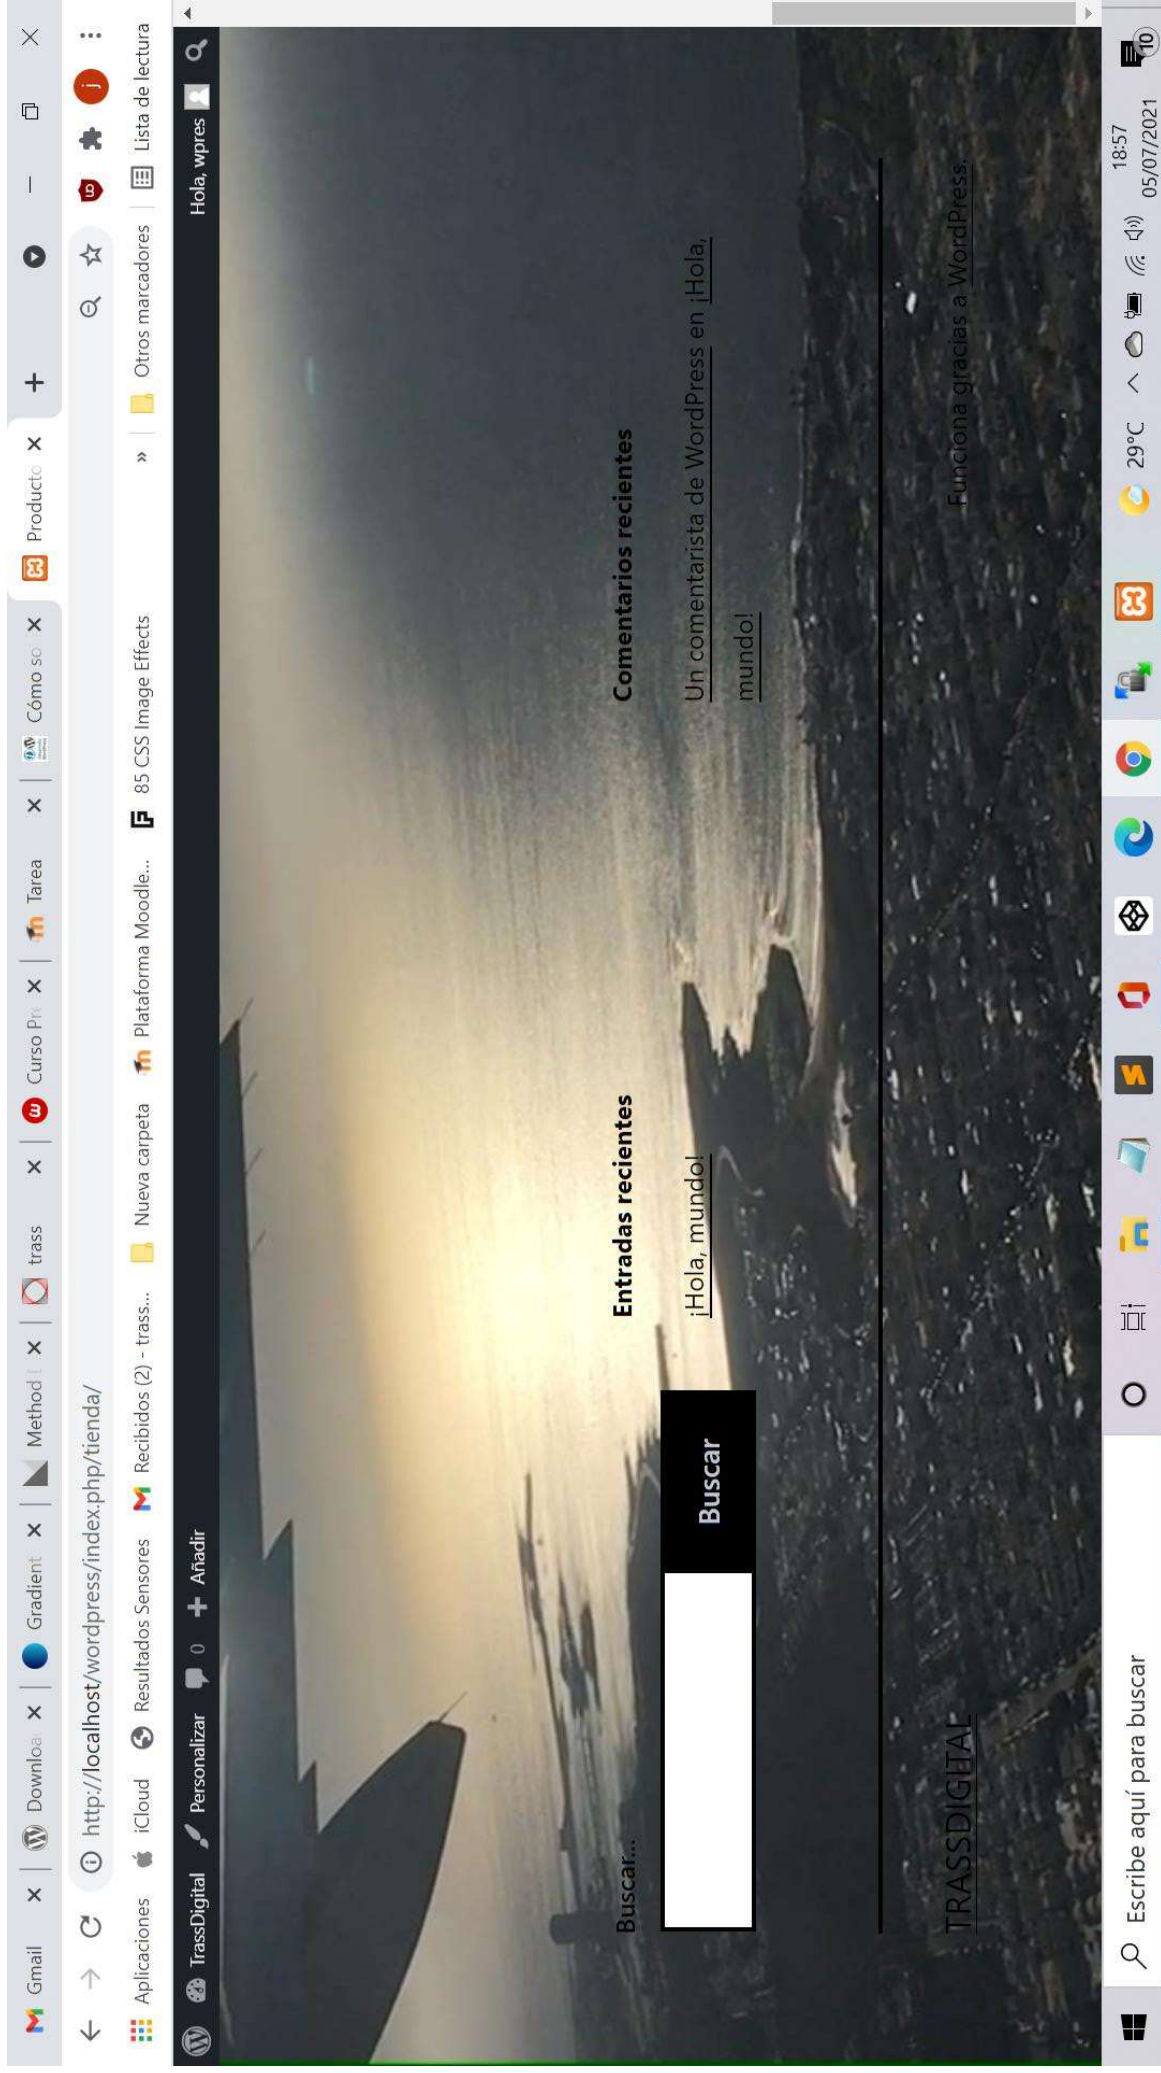 Gmail
Downloa
Gradient
Method
trass
Curso Pr
Tarea
Cómo so
Producto
http://localhost/wordpress/index.php/tienda/
j
Aplicaciones
iCloud
Resultados Sensores
Recibidos (2) - trass...
Nueva carpeta
Plataforma Moodle...
85 CSS Image Effects
»
Otros marcadores
Lista de lectura
TrassDigital
Personalizar
0
Añadir
Hola, wpres
Buscar...
Buscar
Entradas recientes
¡Hola, mundo!
Comentarios recientes
Un comentarista de WordPress en ¡Hola,
mundo!
TRASSDIGITAL
Funciona gracias a WordPress.
Escribe aquí para buscar
29°C
18:57
05/07/2021
10